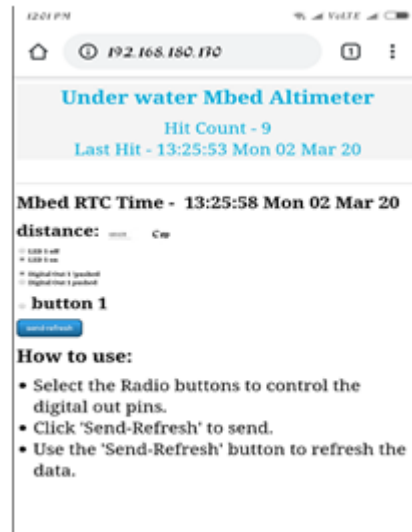 12:01 PM VoLTE
192.168.180.170
1
Under water Mbed Altimeter
Hit Count - 9
Last Hit - 13:25:53 Mon 02 Mar 20
Mbed RTC Time - 13:25:58 Mon 02 Mar 20
distance:
LED 1 off
LED 1 on
Digital Out 1
Digital Out 1 pushed
button 1
send-refresh
How to use:
• Select the Radio buttons to control the
digital out pins.
• Click 'Send-Refresh' to send.
• Use the 'Send-Refresh' button to refresh the
data.